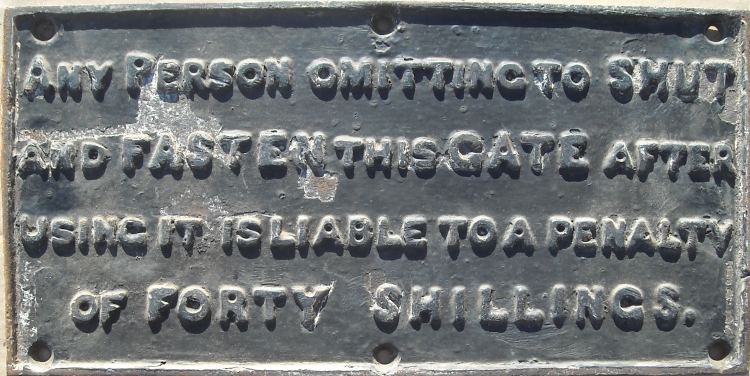 ANY PERSON OMITTING TO SHUT
AND FASTEN THIS GATE AFTER
USING IT IS LIABLE TO A PENALTY
OF FORTY SHILLINGS.